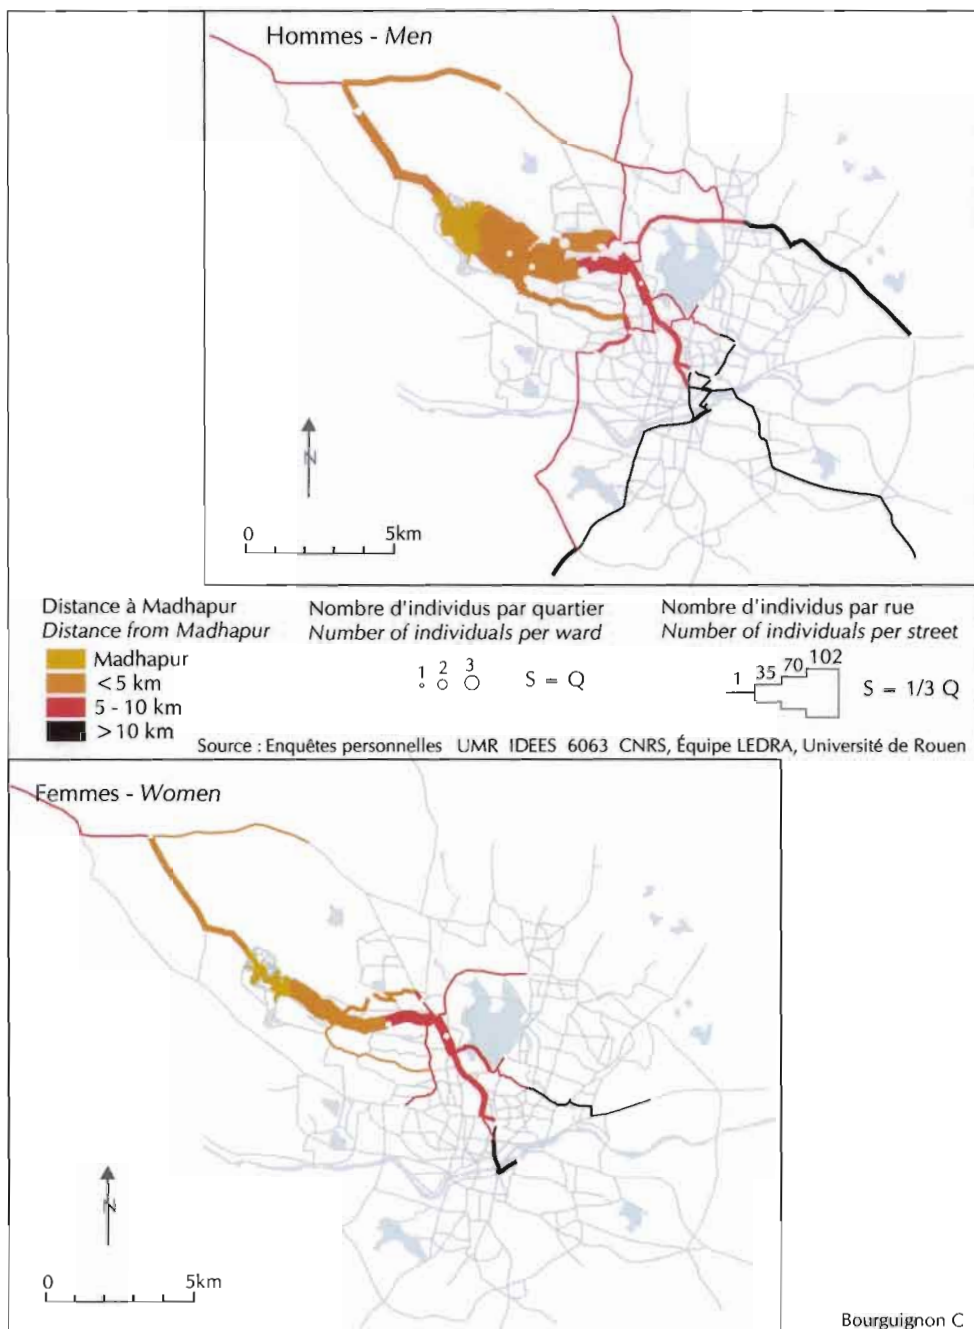 Hommes - Men
N
0 5km
Distance à Madhapur
Distance from Madhapur
Madhapur
<5 km
5 - 10 km
>10 km
Nombre d'individus par quartier
Number of individuals per ward
1 2 3 S = Q
Nombre d'individus par rue
Number of individuals per street
1 35 70 102 S = 1/3 Q
Source : Enquêtes personnelles UMR IDEES 6063 CNRS, Équipe LEDRA, Université de Rouen
Femmes - Women
N
0 5km
Bourguignon C